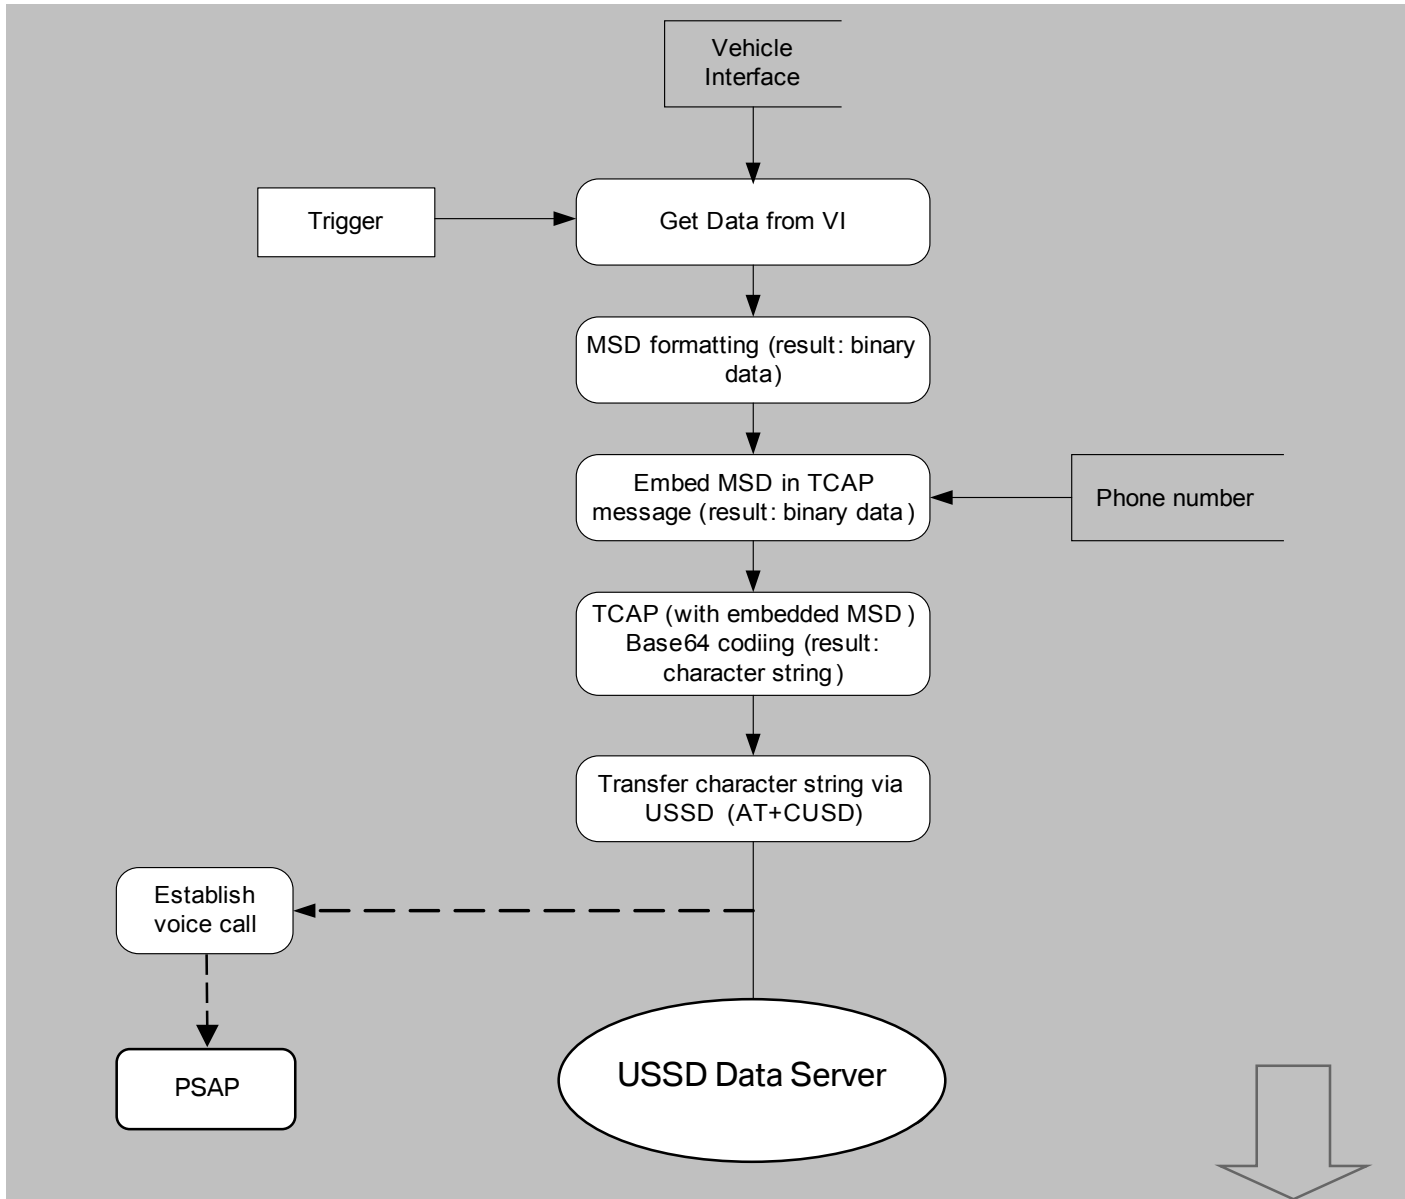 Vehicle
Interface
Trigger
Get Data from VI
MSD formatting (result: binary
data)
Embed MSD in TCAP
message (result: binary data)
Phone number
TCAP (with embedded MSD)
Base64 codiing (result:
character string)
Transfer character string via
USSD (AT+CUSD)
Establish
voice call
PSAP
USSD Data Server